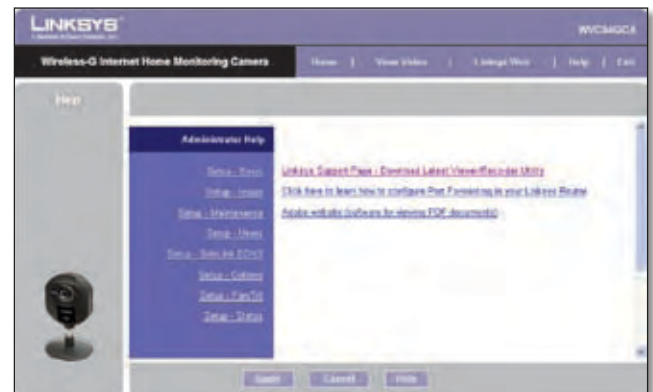 LINKSYS
Wireless-G Internet Home Monitoring Camera
Home | View Video | Linksys Web | Help | Exit
Help
Administrator Help
Setup - Basic
Setup - Image
Setup - Maintenance
Setup - Users
Setup - Options
Setup - Pan/Tilt
Setup - Status
Linksys Support Page - Download Latest Viewer/Recorder Utility
Click here to learn how to configure Port Forwarding in your Linksys Router
Adobe website (software for viewing PDF documents)
Apply Cancel Help